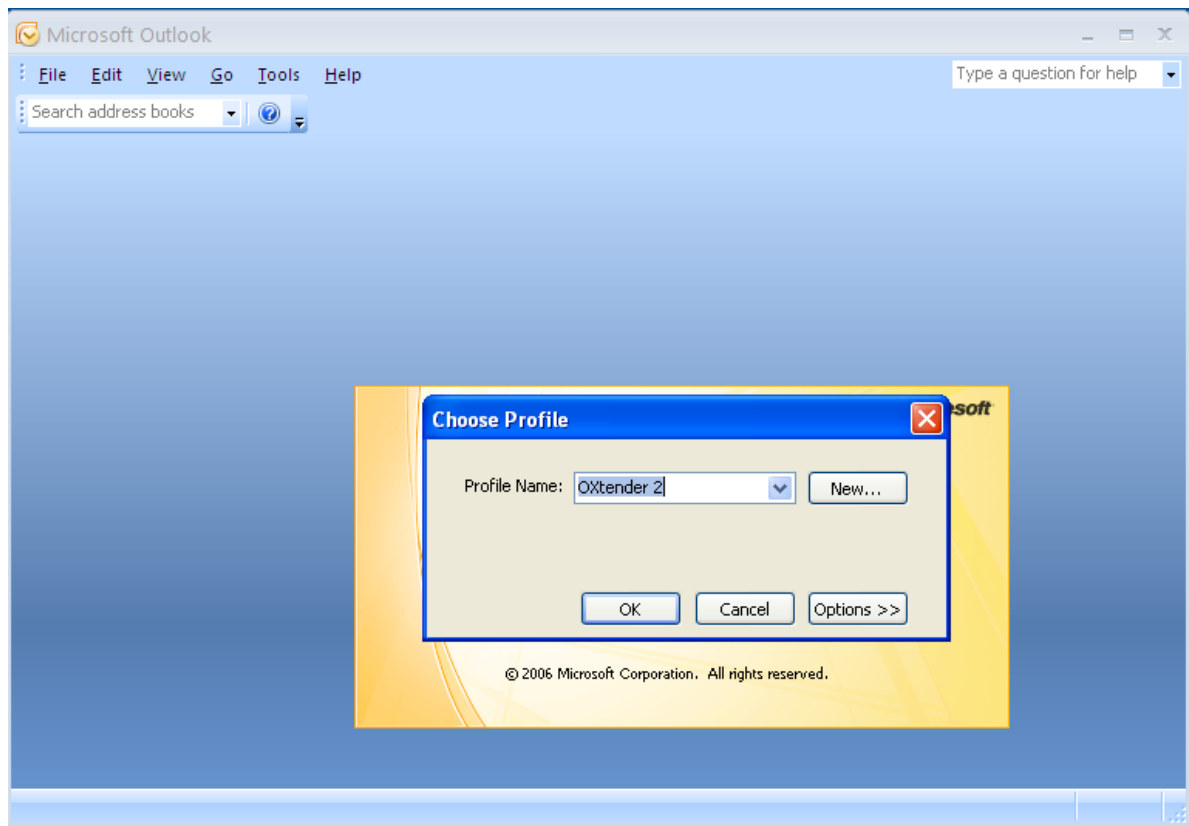 Microsoft Outlook
File Edit View Go Tools Help
Type a question for help
Search address books
Choose Profile
Profile Name: OXtender 2 New...
OK Cancel Options >>
© 2006 Microsoft Corporation. All rights reserved.